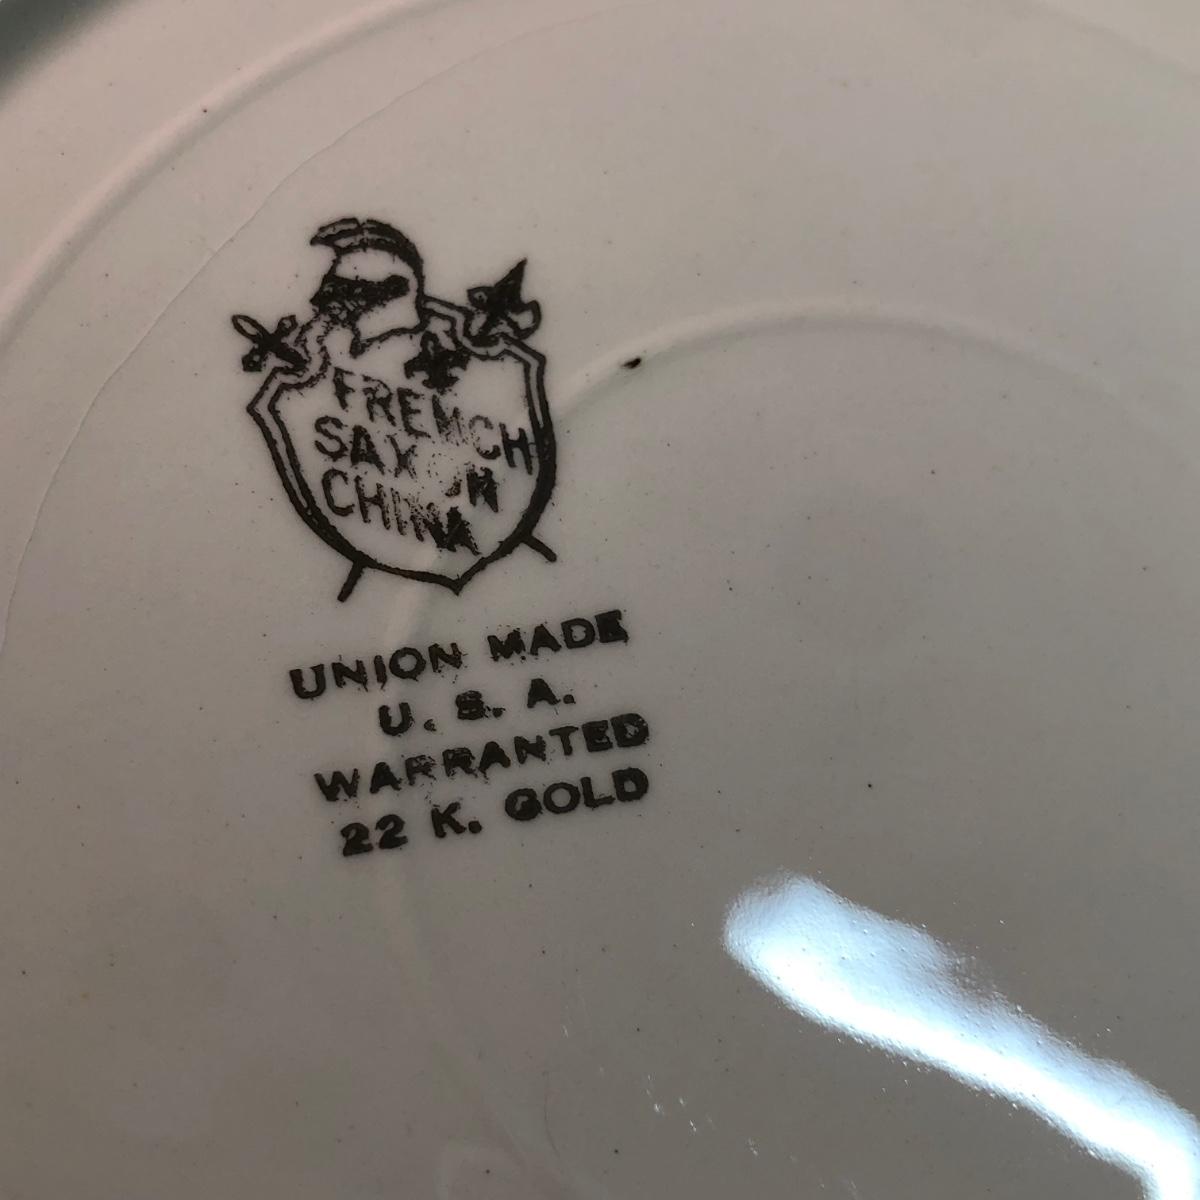 FRENCH
SAXON
CHINA
UNION MADE
U. S. A.
WARRANTED
22 K. GOLD